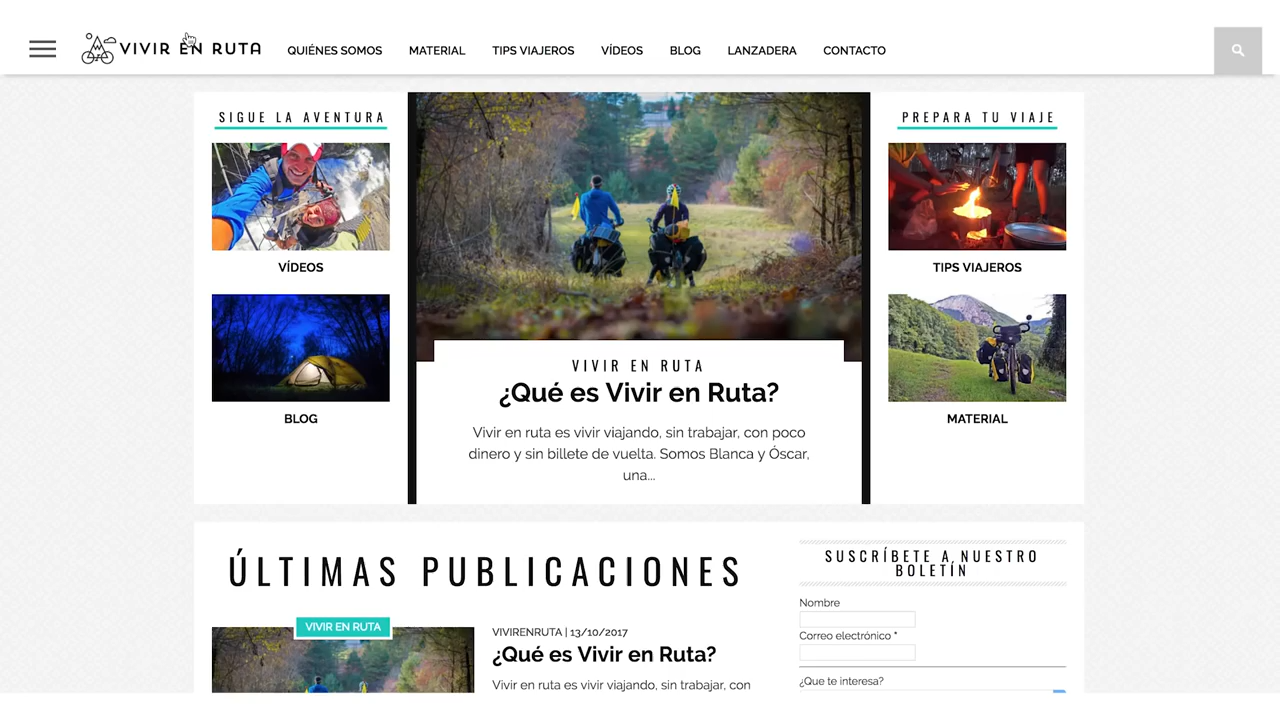 VIVIR EN RUTA
QUIÉNES SOMOS
MATERIAL
TIPS VIAJEROS
VÍDEOS
BLOG
LANZADERA
CONTACTO
SIGUE LA AVENTURA
VÍDEOS
BLOG
VIVIR EN RUTA
¿Qué es Vivir en Ruta?
Vivir en ruta es vivir viajando, sin trabajar, con poco
dinero y sin billete de vuelta. Somos Blanca y Óscar,
una...
PREPARA TU VIAJE
TIPS VIAJEROS
MATERIAL
ÚLTIMAS PUBLICACIONES
VIVIR EN RUTA
VIVIRENRUTA | 13/10/2017
¿Qué es Vivir en Ruta?
Vivir en ruta es vivir viajando, sin trabajar, con
SUSCRÍBETE A NUESTRO
BOLETÍN
Nombre
Correo electrónico *
¿Que te interesa?